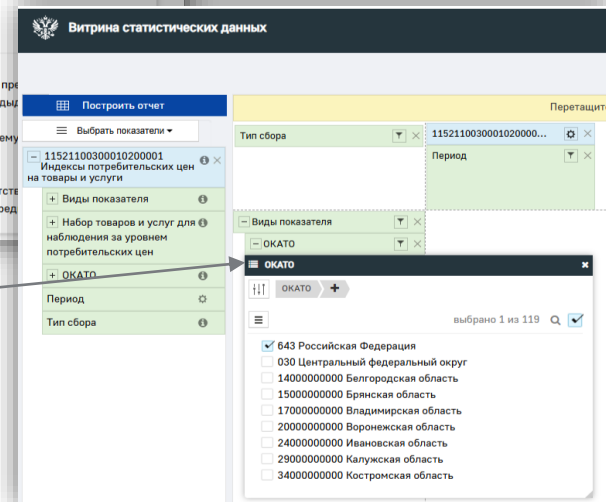 Витрина статистических данных
Построить отчет
Перетащит
Выбрать показатели
Тип сбора
1152110030001020000...
Период
11521100300010200001
Индексы потребительских цен
на товары и услуги
Виды показателя
Набор товаров и услуг для
наблюдения за уровнем
потребительских цен
ОКАТО
Период
Тип сбора
Виды показателя
ОКАТО
ОКАТО
ОКАТО
выбрано 1 из 119
643 Российская Федерация
030 Центральный федеральный округ
14000000000 Белгородская область
15000000000 Брянская область
17000000000 Владимирская область
20000000000 Воронежская область
24000000000 Ивановская область
29000000000 Калужская область
34000000000 Костромская область